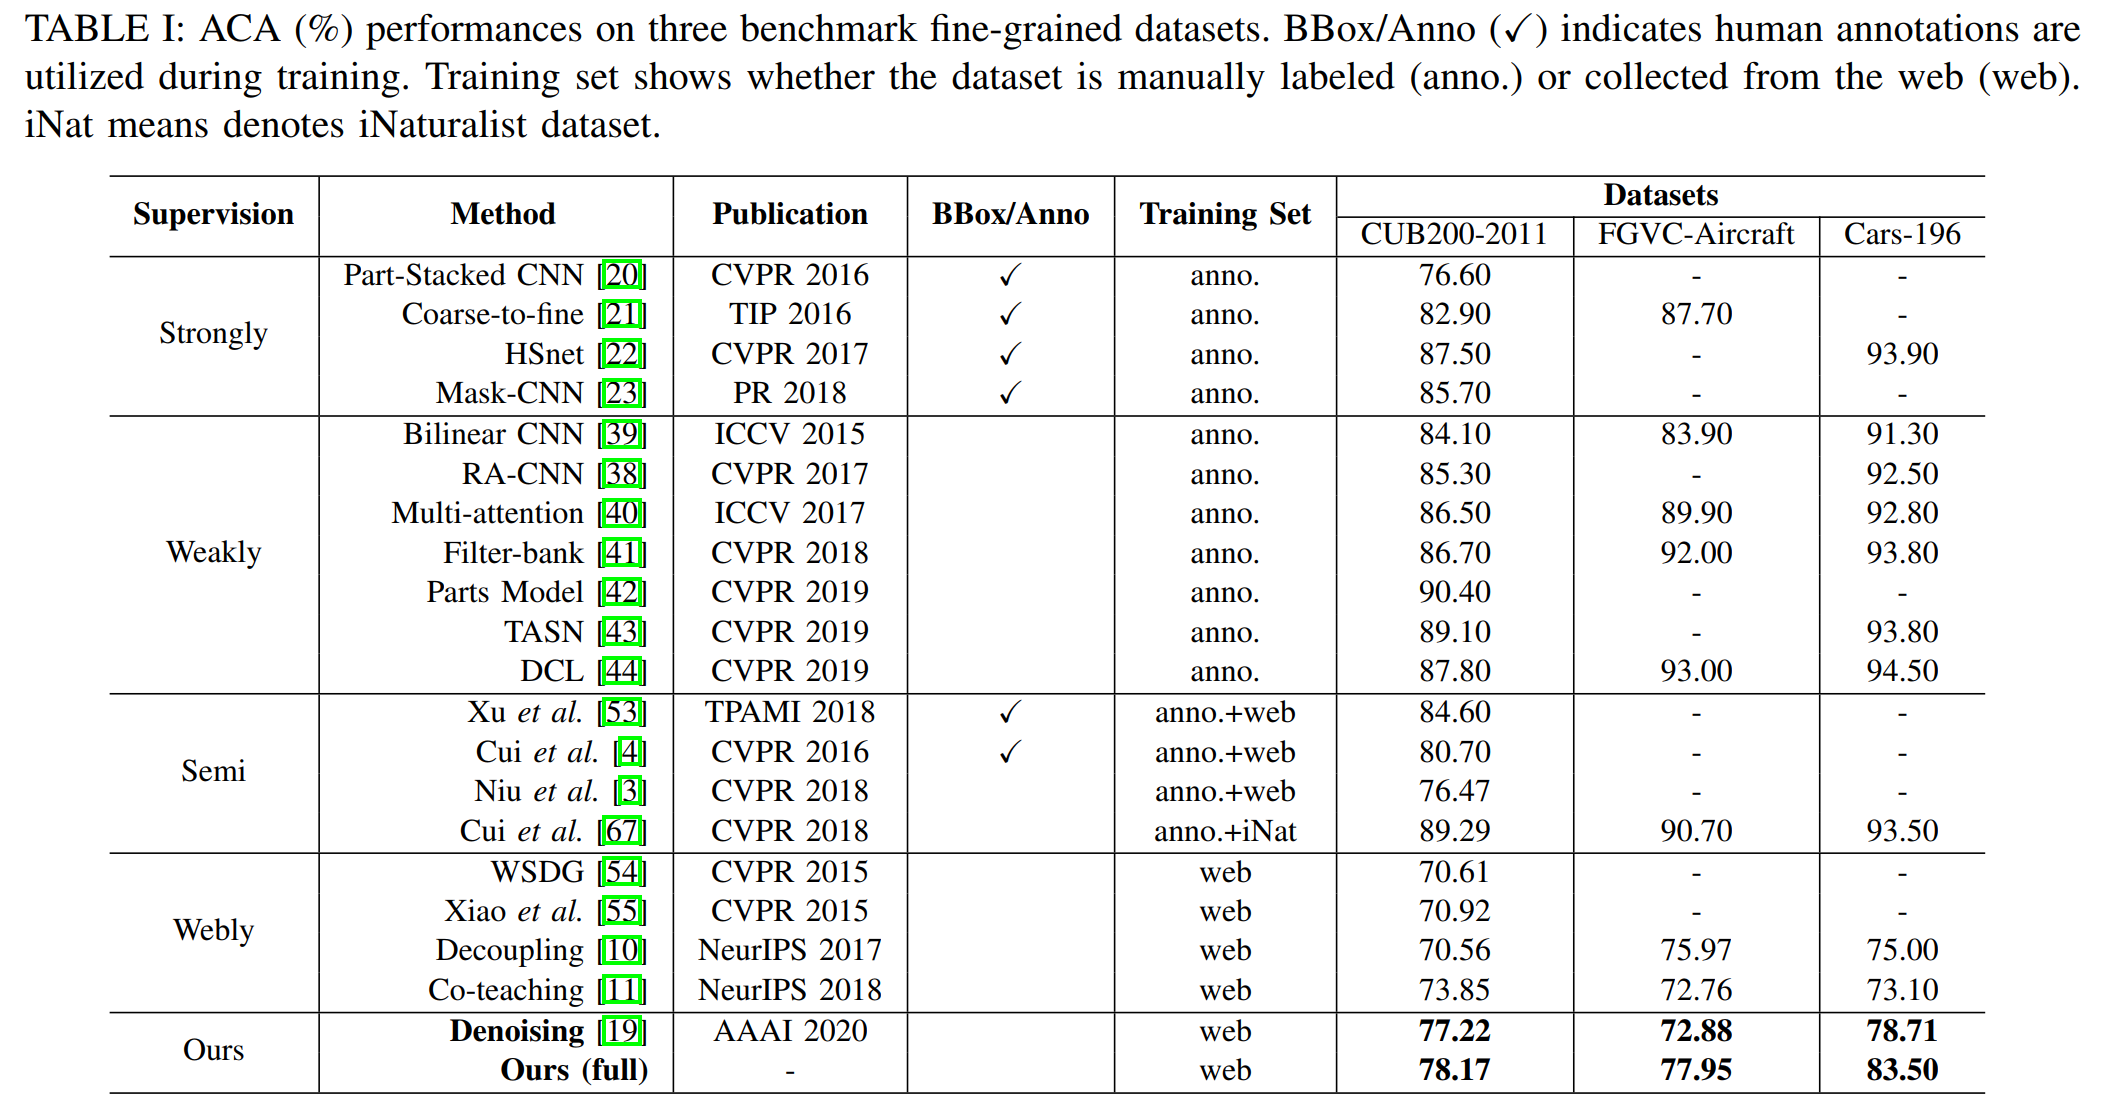 TABLE I: ACA (%) performances on three benchmark fine-grained datasets. BBox/Anno (✓) indicates human annotations are
utilized during training. Training set shows whether the dataset is manually labeled (anno.) or collected from the web (web).
iNat means denotes iNaturalist dataset.
Supervision Method Publication BBox/Anno Training Set Datasets
CUB200-2011 FGVC-Aircraft Cars-196
Strongly
Part-Stacked CNN [20] CVPR 2016 ✓ anno. 76.60 - -
Coarse-to-fine [21] TIP 2016 ✓ anno. 82.90 87.70 -
HSnet [22] CVPR 2017 ✓ anno. 87.50 - 93.90
Mask-CNN [23] PR 2018 ✓ anno. 85.70 - -
Weakly
Bilinear CNN [39] ICCV 2015 anno. 84.10 83.90 91.30
RA-CNN [38] CVPR 2017 anno. 85.30 - 92.50
Multi-attention [40] ICCV 2017 anno. 86.50 89.90 92.80
Filter-bank [41] CVPR 2018 anno. 86.70 92.00 93.80
Parts Model [42] CVPR 2019 anno. 90.40 - -
TASN [43] CVPR 2019 anno. 89.10 - 93.80
DCL [44] CVPR 2019 anno. 87.80 93.00 94.50
Semi
Xu et al. [53] TPAMI 2018 ✓ anno.+web 84.60 - -
Cui et al. [4] CVPR 2016 ✓ anno.+web 80.70 - -
Niu et al. [3] CVPR 2018 anno.+web 76.47 - -
Cui et al. [67] CVPR 2018 anno.+iNat 89.29 90.70 93.50
Webly
WSDG [54] CVPR 2015 web 70.61 - -
Xiao et al. [55] CVPR 2015 web 70.92 - -
Decoupling [10] NeurIPS 2017 web 70.56 75.97 75.00
Co-teaching [11] NeurIPS 2018 web 73.85 72.76 73.10
Ours
Denoising [19] AAAI 2020 web 77.22 72.88 78.71
Ours (full) - web 78.17 77.95 83.50